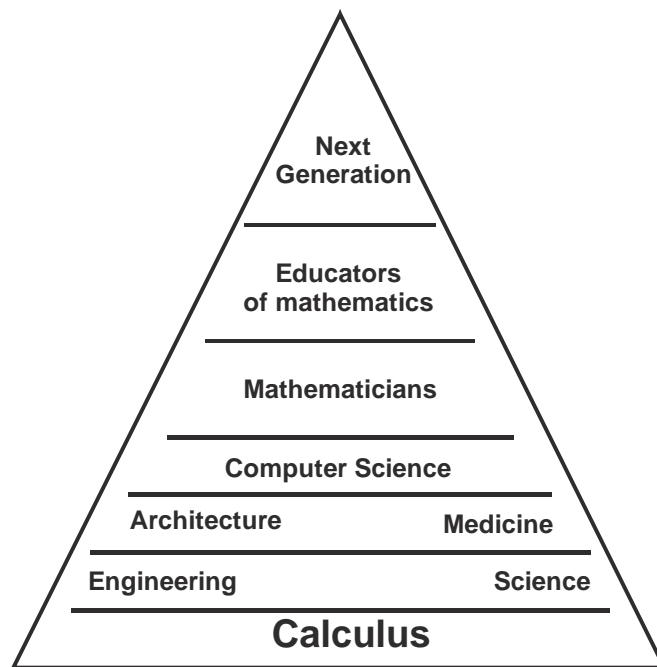 Next
Generation
Educators
of mathematics
Mathematicians
Computer Science
Architecture Medicine
Engineering Science
Calculus